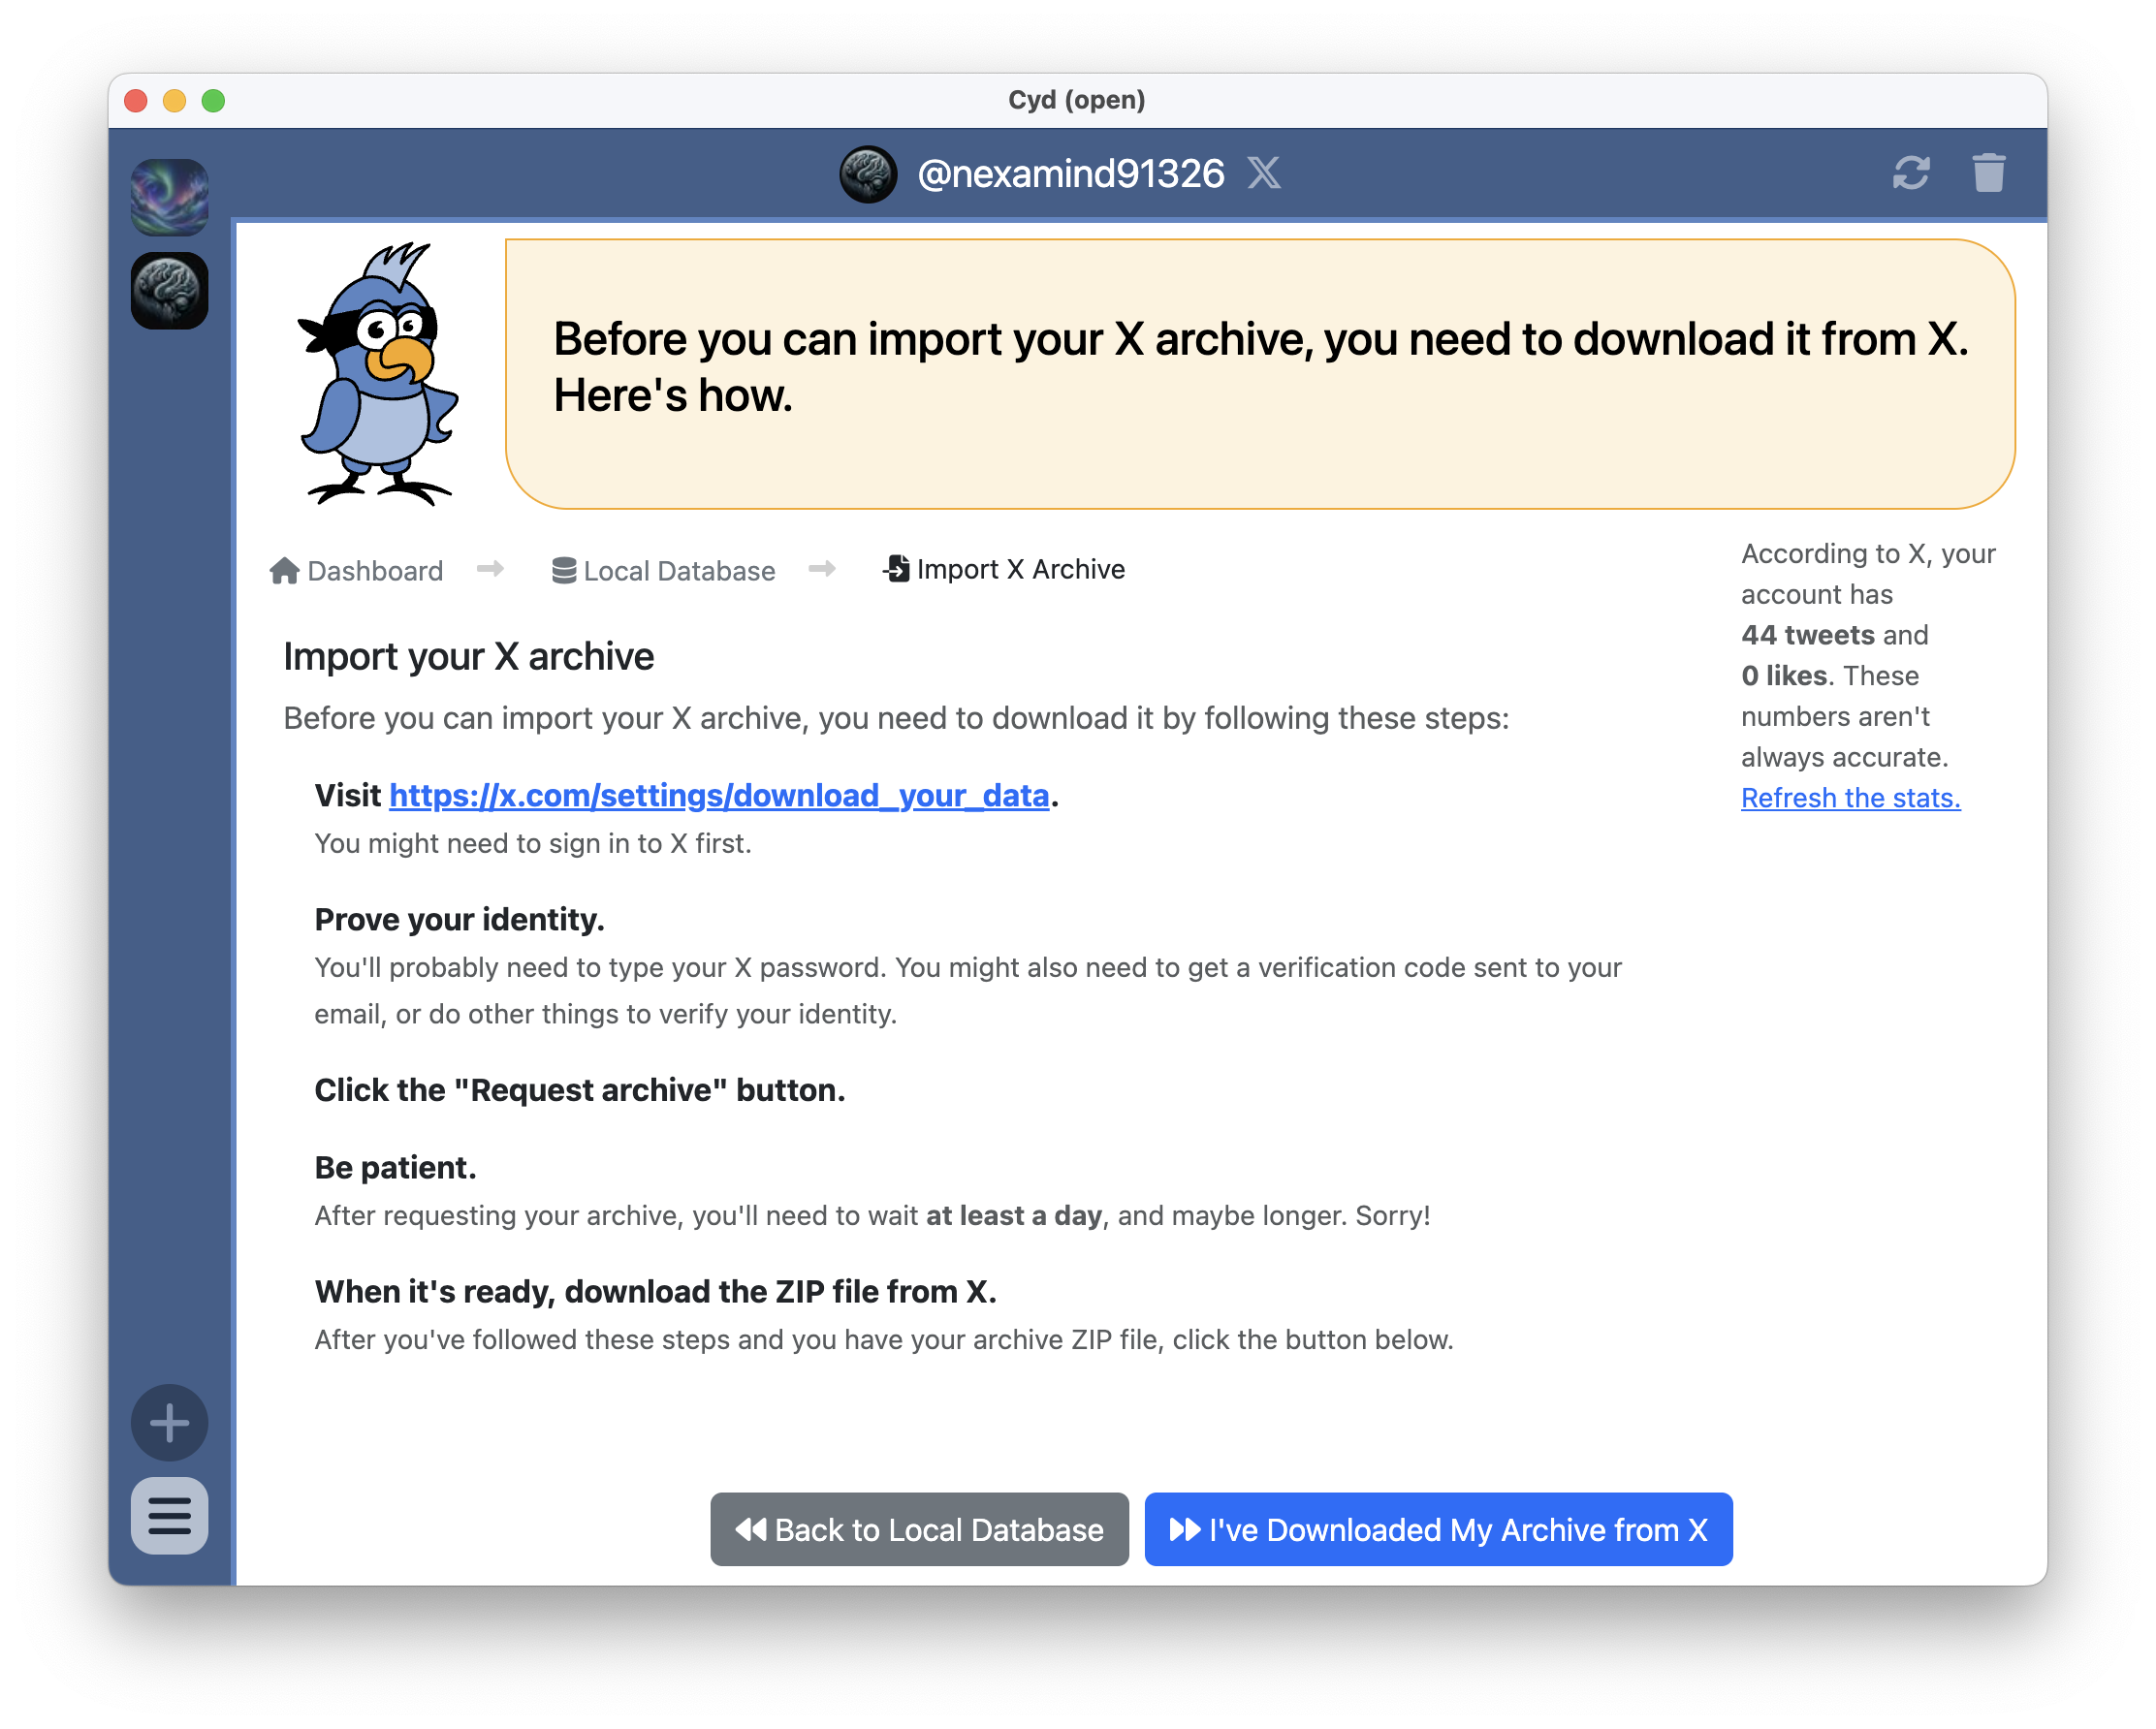 Cyd (open)
@nexamind91326
Before you can import your X archive, you need to download it from X.
Here's how.
Dashboard
Local Database
Import X Archive
Import your X archive
Before you can import your X archive, you need to download it by following these steps:
Visit https://x.com/settings/download_your_data.
You might need to sign in to X first.
Prove your identity.
You'll probably need to type your X password. You might also need to get a verification code sent to your
email, or do other things to verify your identity.
Click the "Request archive" button.
Be patient.
After requesting your archive, you'll need to wait at least a day, and maybe longer. Sorry!
When it's ready, download the ZIP file from X.
After you've followed these steps and you have your archive ZIP file, click the button below.
According to X, your
account has
44 tweets and
0 likes. These
numbers aren't
always accurate.
Refresh the stats.
Back to Local Database
I've Downloaded My Archive from X